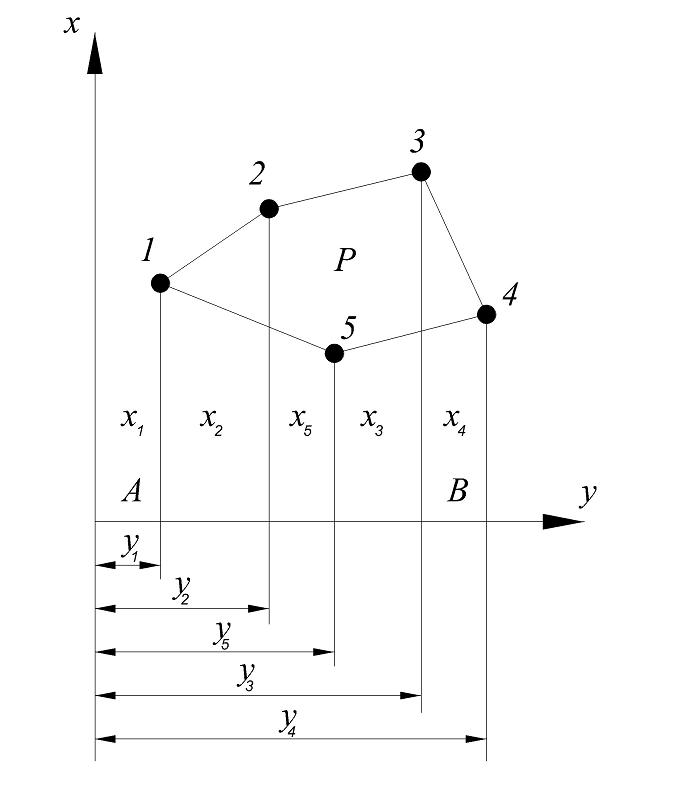 x
3
2
1
P
4
5
x₁ x₂ x₅ x₃ x₄
A B y
y₁
y₂
y₅
y₃
y₄